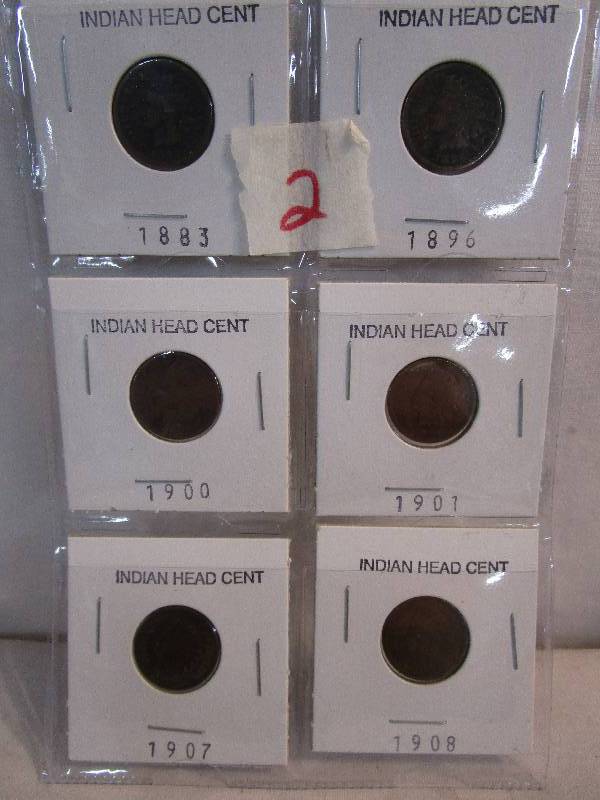 INDIAN HEAD CENT
1883
INDIAN HEAD CENT
1896
2
INDIAN HEAD CENT
1900
INDIAN HEAD CENT
1901
INDIAN HEAD CENT
1907
INDIAN HEAD CENT
1908